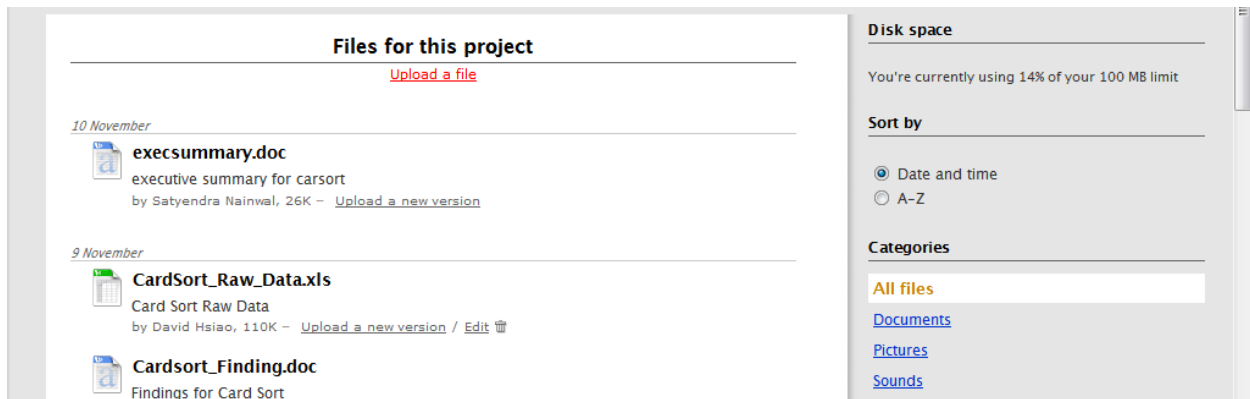 Files for this project
Upload a file
10 November
execsummary.doc
executive summary for carsort
by Satyendra Nainwal, 26K – Upload a new version
9 November
CardSort_Raw_Data.xls
Card Sort Raw Data
by David Hsiao, 110K – Upload a new version / Edit
Cardsort_Finding.doc
Findings for Card Sort
Disk space
You're currently using 14% of your 100 MB limit
Sort by
Date and time
A–Z
Categories
All files
Documents
Pictures
Sounds